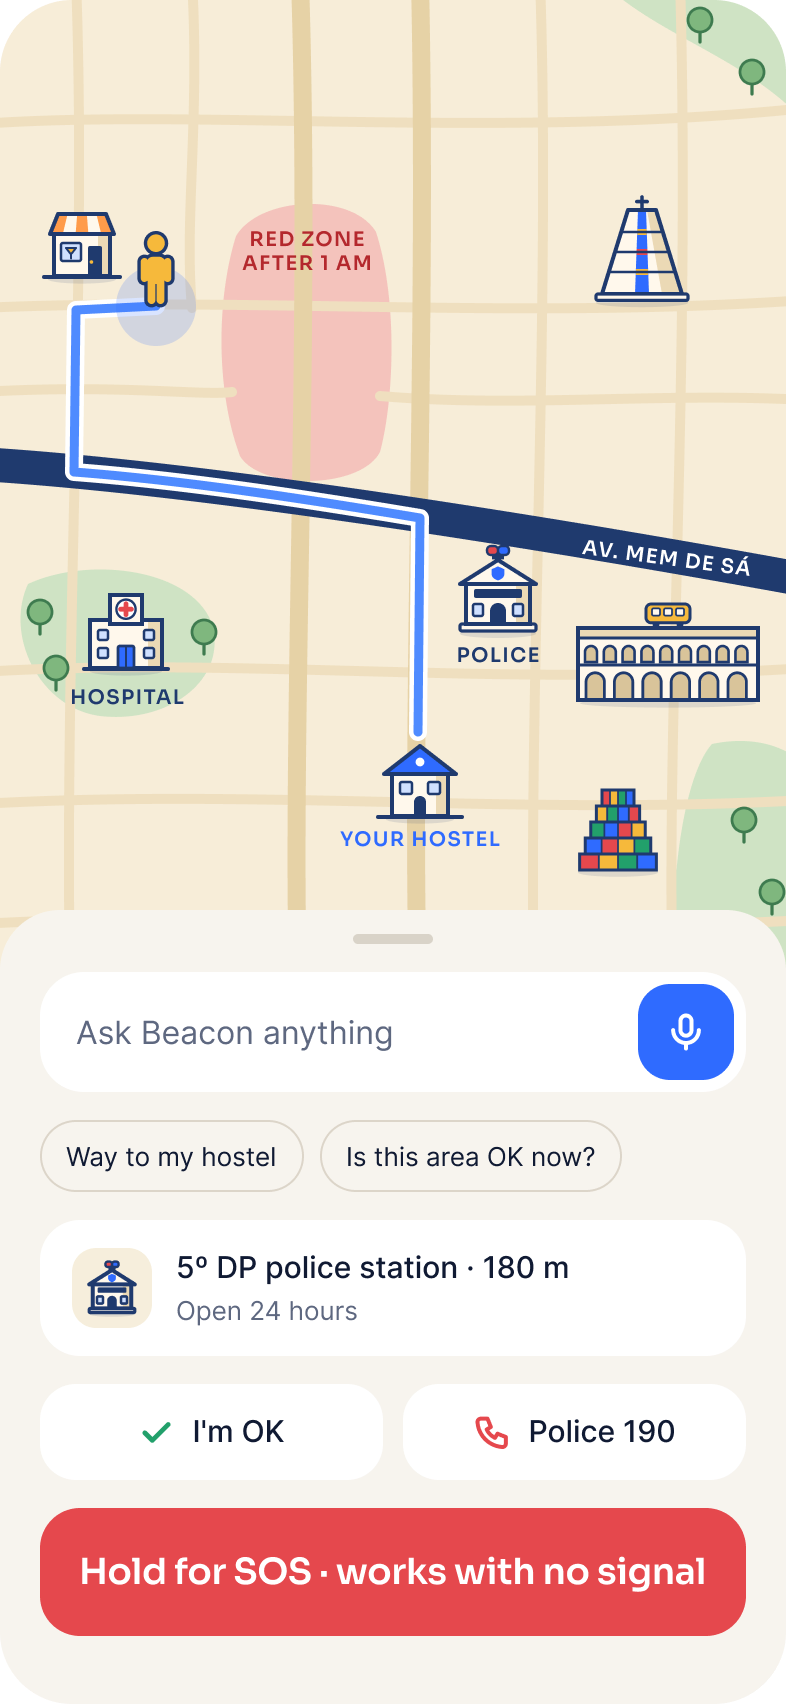 RED ZONE
AFTER 1 AM
AV. MEM DE SÁ
POLICE
HOSPITAL
YOUR HOSTEL
Ask Beacon anything
Way to my hostel
Is this area OK now?
5º DP police station · 180 m
Open 24 hours
I'm OK
Police 190
Hold for SOS · works with no signal